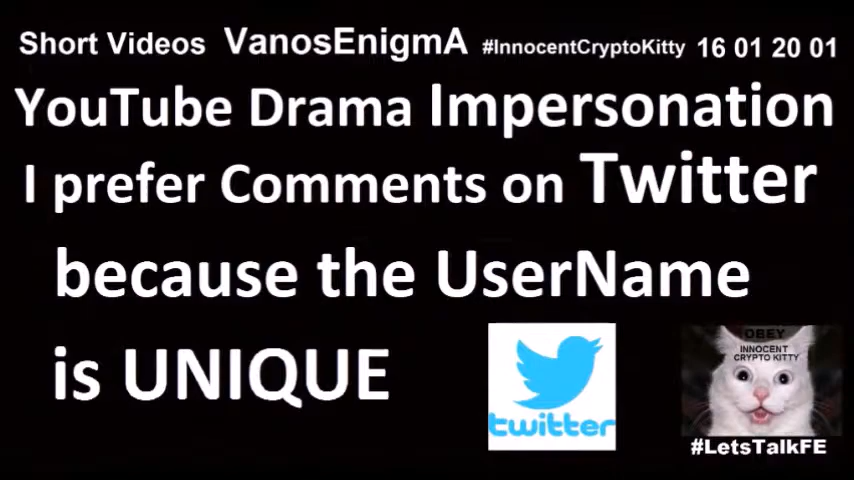 Short Videos VanosEnigmA #InnocentCryptoKitty 16 01 20 01
YouTube Drama Impersonation
I prefer Comments on Twitter
because the UserName
is UNIQUE
twitter
OBEY
INNOCENT
CRYPTO KITTY
#LetsTalkFE